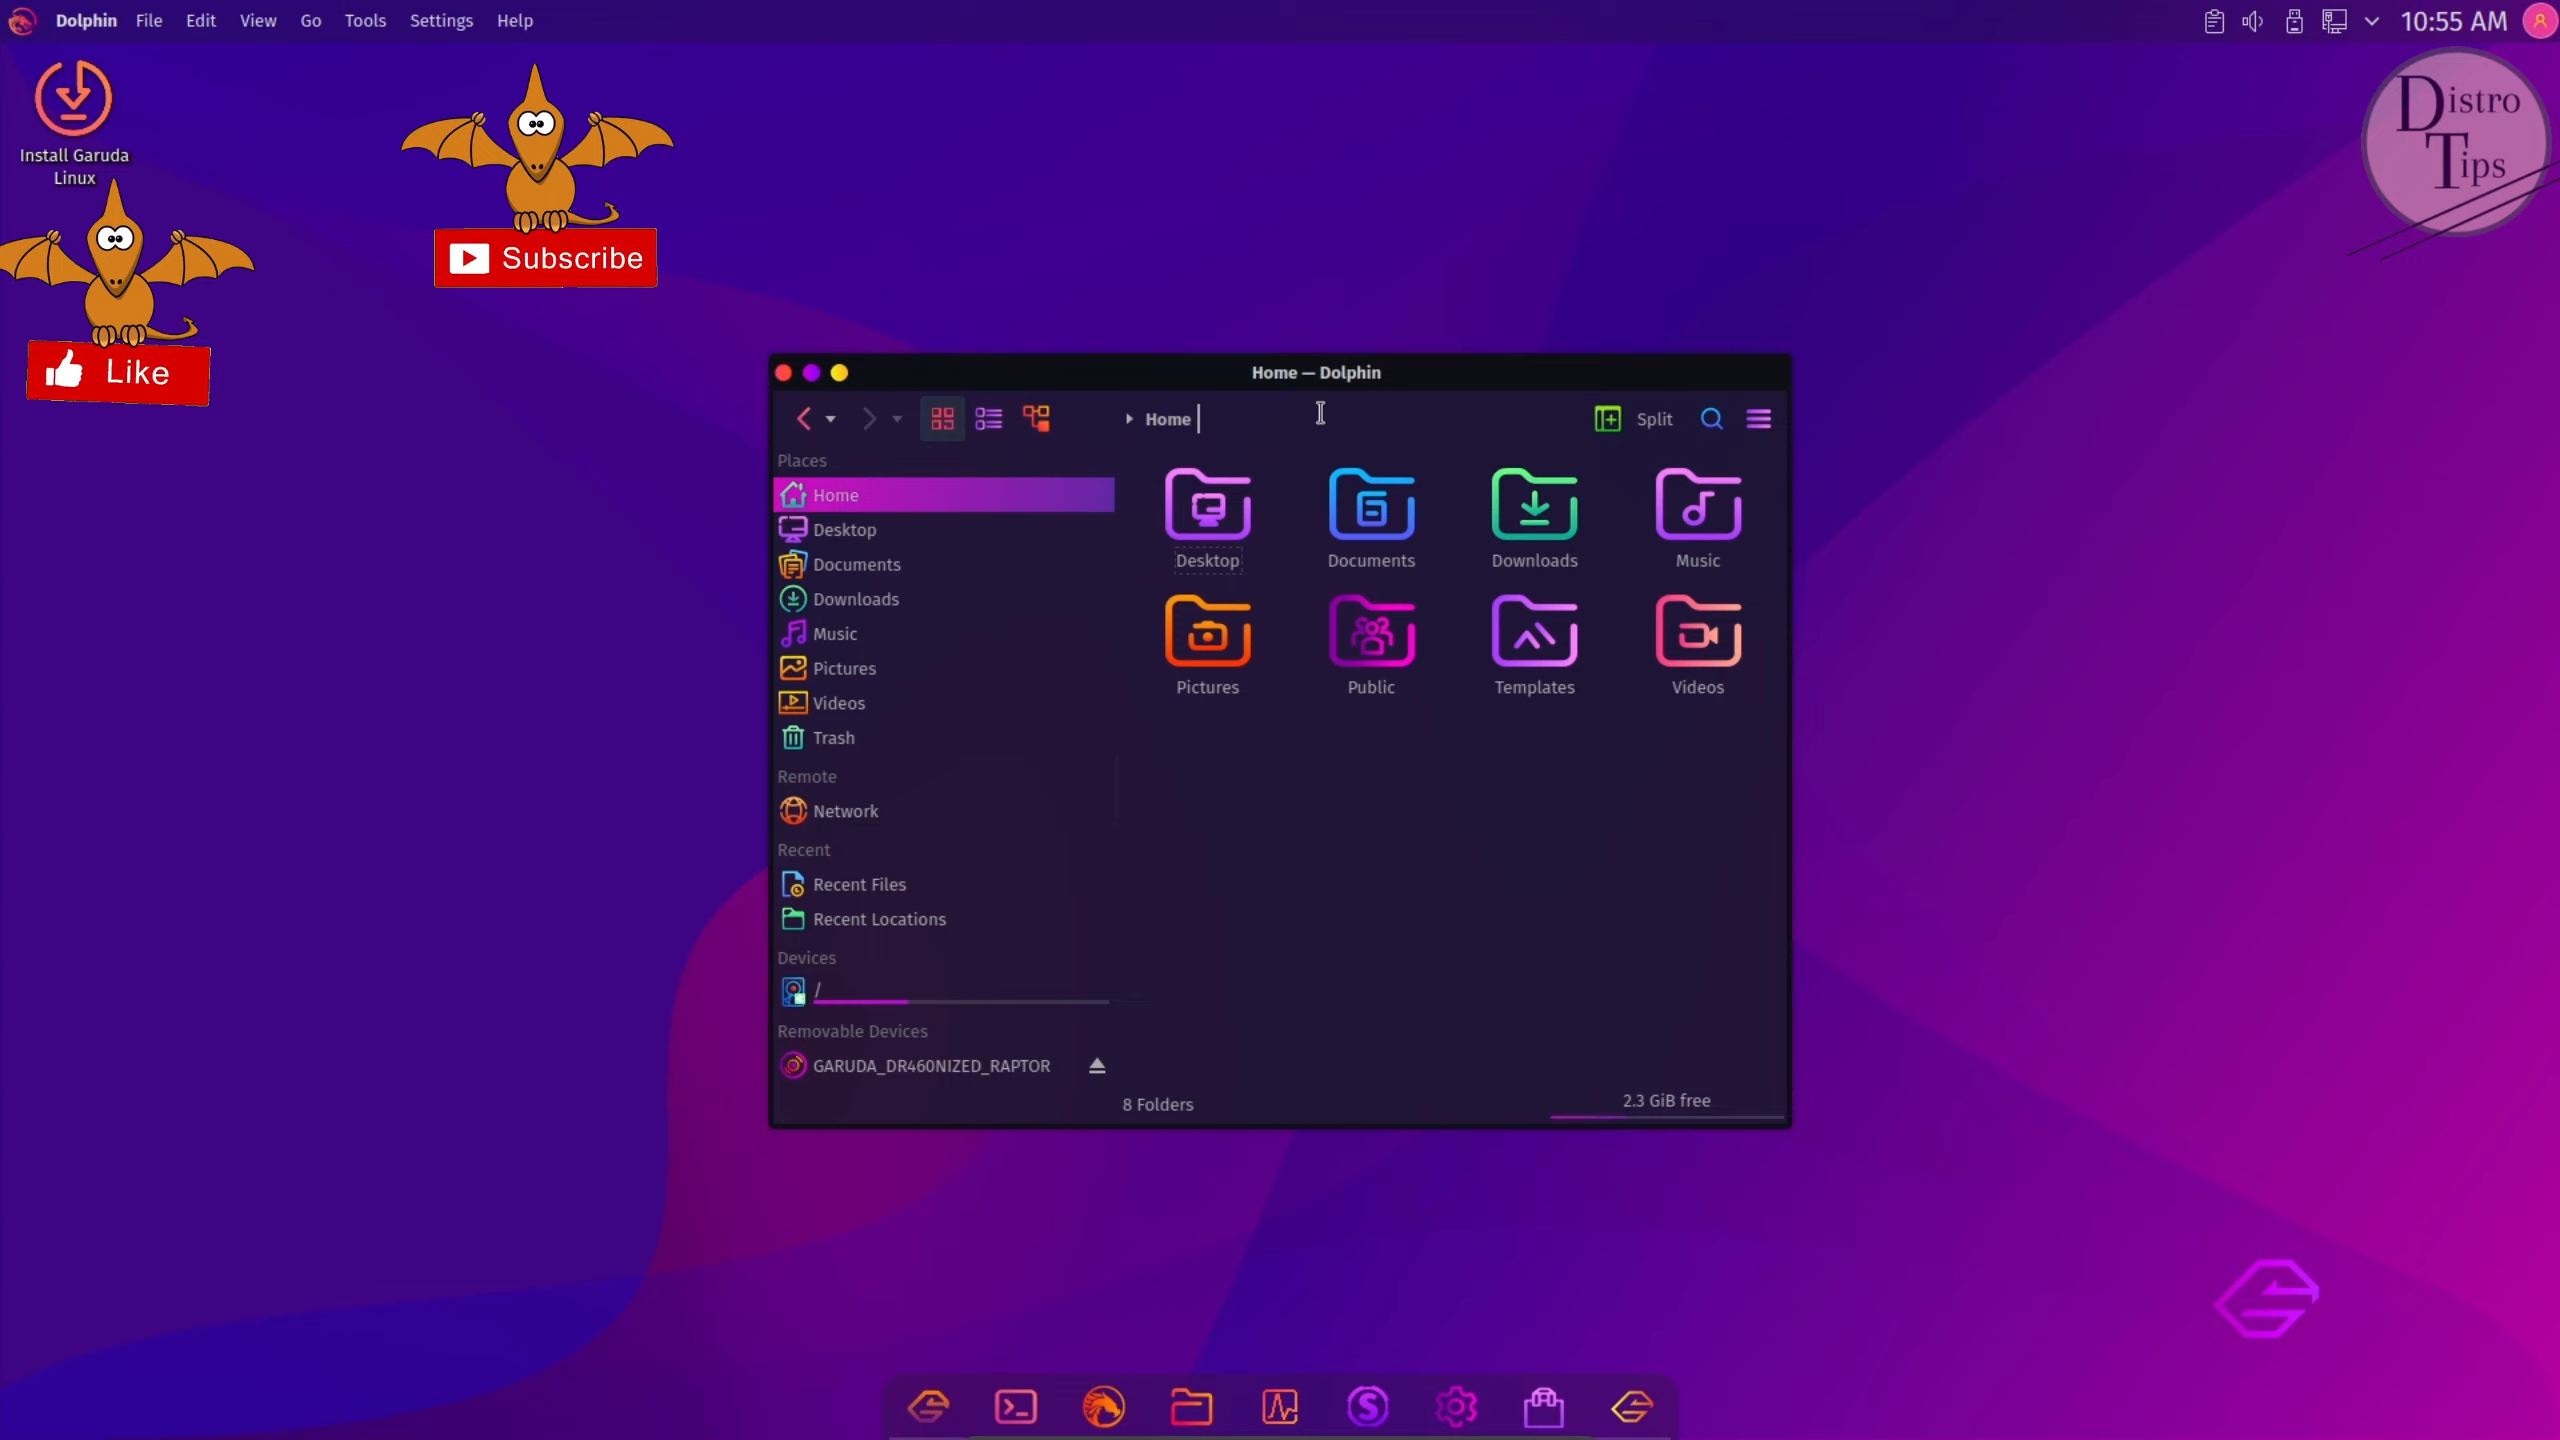 Dolphin File Edit View Go Tools Settings Help
10:55 AM
Install Garuda
Linux
Subscribe
Like
Distro
Tips
Home — Dolphin
Home
Split
Places
Home
Desktop
Documents
Downloads
Music
Pictures
Videos
Trash
Remote
Network
Recent
Recent Files
Recent Locations
Devices
/
Removable Devices
GARUDA_DR460NIZED_RAPTOR
Desktop Documents Downloads Music
Pictures Public Templates Videos
8 Folders
2.3 GiB free